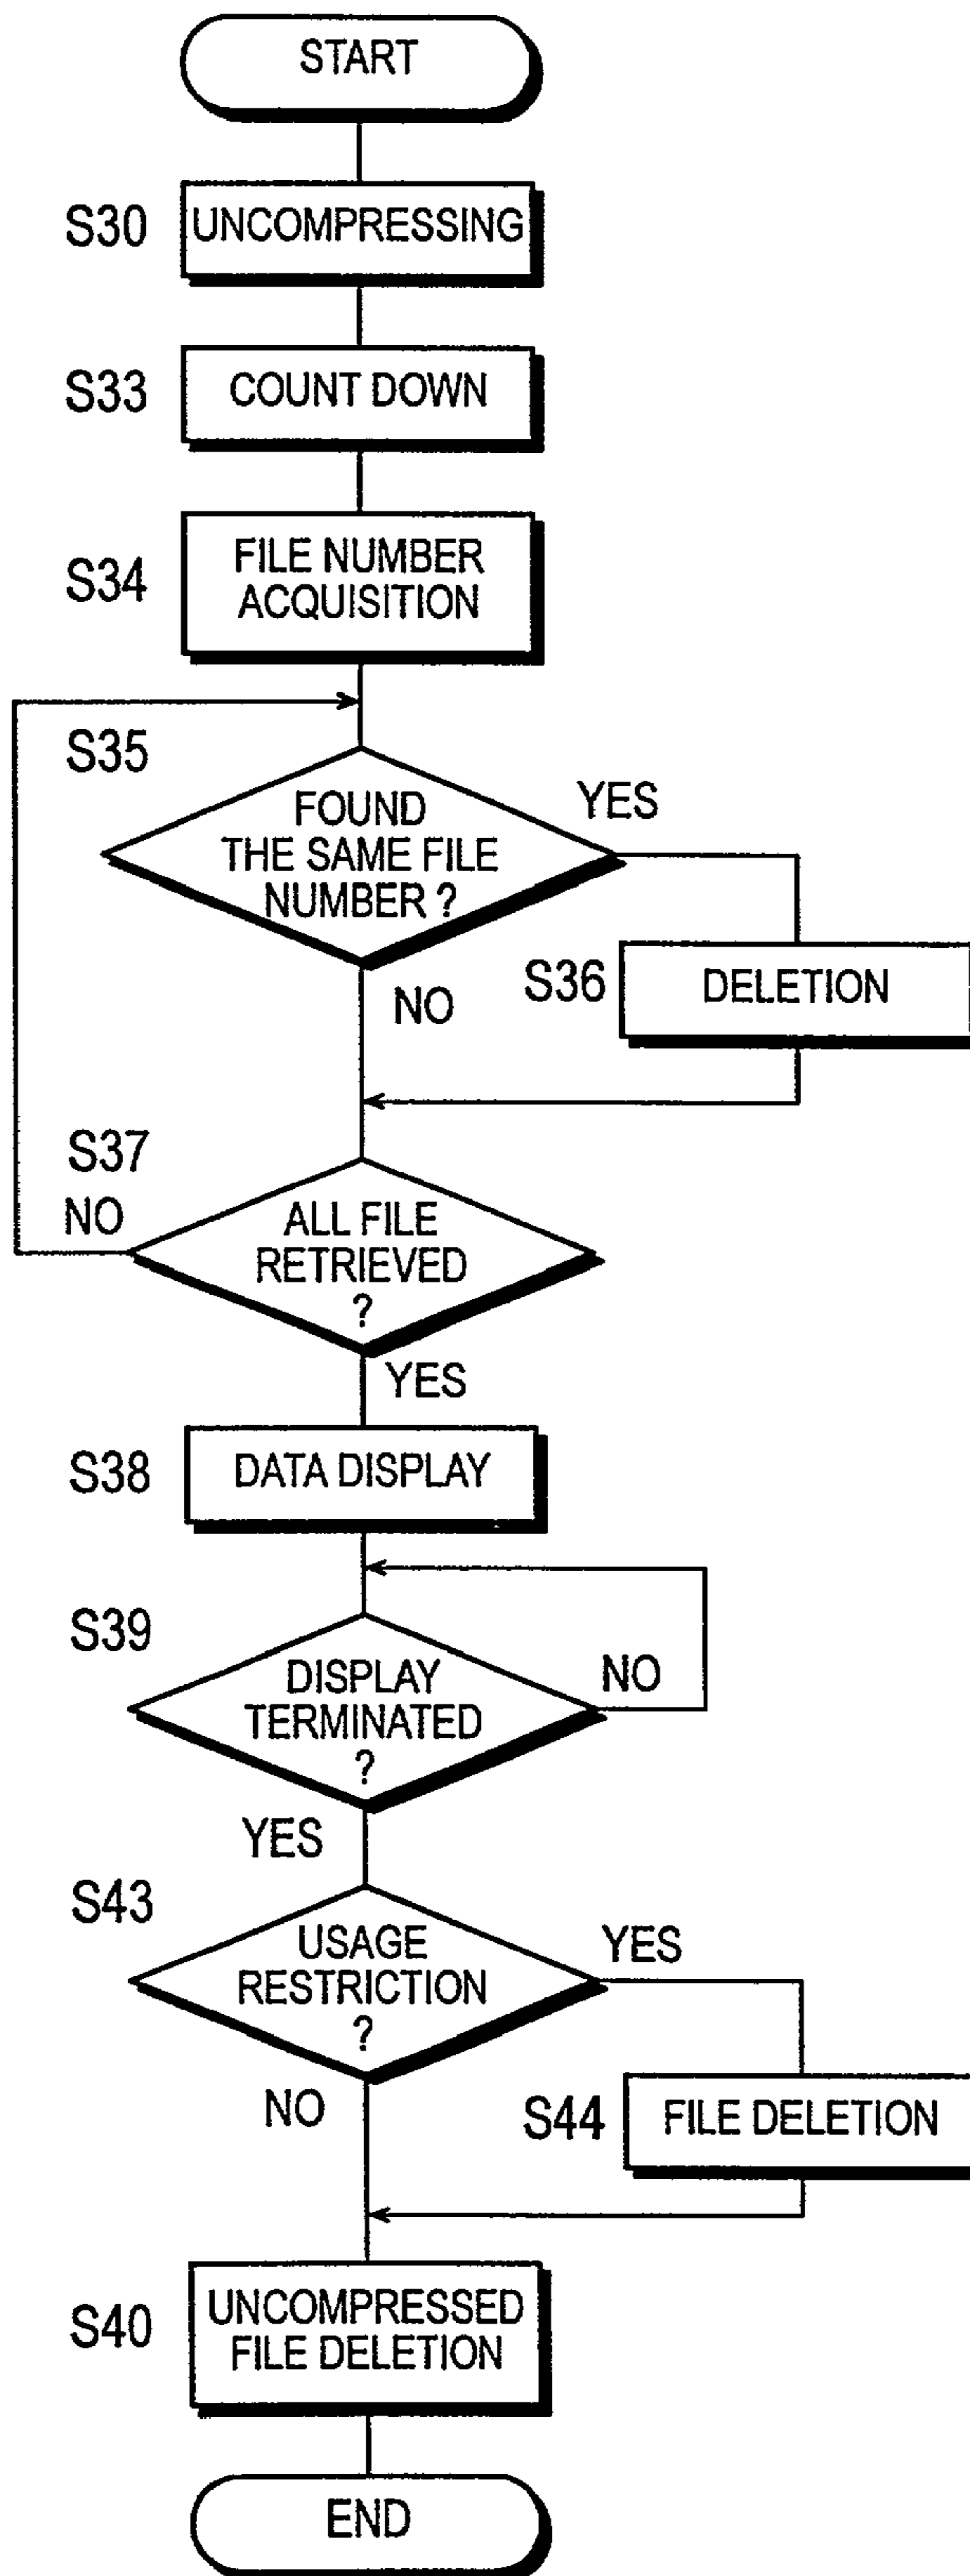 START
S30
UNCOMPRESSING
S33
COUNT DOWN
S34
FILE NUMBER
ACQUISITION
S35
FOUND
THE SAME FILE
NUMBER ?
YES
NO
S36
DELETION
S37
NO
ALL FILE
RETRIEVED
?
YES
S38
DATA DISPLAY
S39
DISPLAY
TERMINATED
?
NO
YES
S43
USAGE
RESTRICTION
?
YES
NO
S44
FILE DELETION
S40
UNCOMPRESSED
FILE DELETION
END